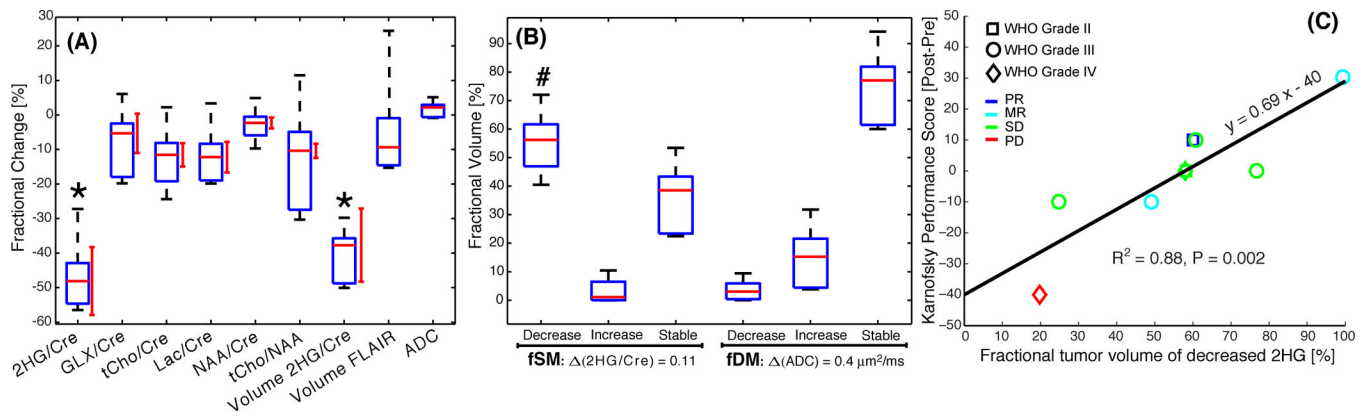 (A)
Fractional Change [%]
30
20
10
0
−10
−20
−30
−40
−50
−60
*
*
2HG/Cre
GLX/Cre
tCho/Cre
Lac/Cre
NAA/Cre
tCho/NAA
Volume 2HG/Cre
Volume FLAIR
ADC
(B)
Fractional Volume [%]
100
90
80
70
60
50
40
30
20
10
0
#
Decrease Increase Stable Decrease Increase Stable
fSM: Δ(2HG/Cre) = 0.11 fDM: Δ(ADC) = 0.4 μm²/ms
(C)
Karnofsky Performance Score [Post-Pre]
50
40
30
20
10
0
−10
−20
−30
−40
−50
WHO Grade II
WHO Grade III
WHO Grade IV
PR
MR
SD
PD
y = 0.69 x - 40
R² = 0.88, P = 0.002
0 10 20 30 40 50 60 70 80 90 100
Fractional tumor volume of decreased 2HG [%]